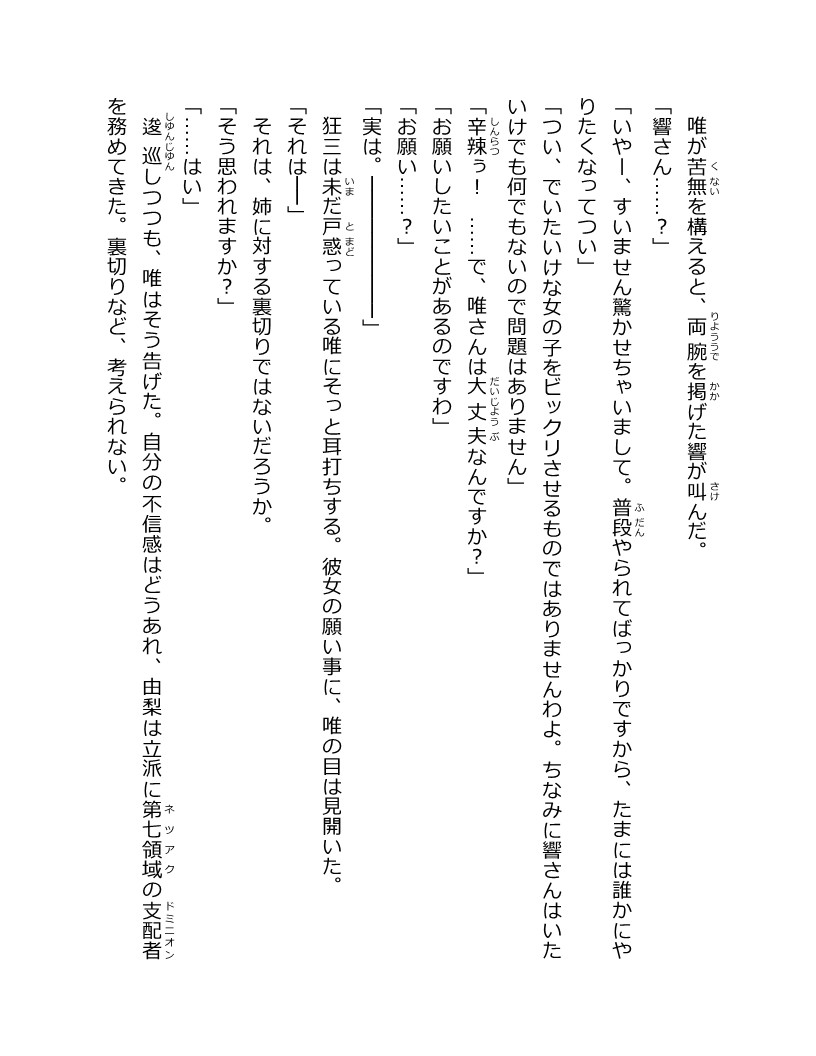 唯が苦無を構えると、両腕を掲げた響が叫んだ。
「響さん……？」
「いやー、すいません驚かせちゃいまして。普段やられてばっかりですから、たまには誰かにや
りたくなってつい」
「つい、でいたいけな女の子をビックリさせるものではありませんわよ。ちなみに響さんはいた
いけでも何でもないので問題はありません」
「辛辣ぅ！　……で、唯さんは大丈夫なんですか？」
「お願いしたいことがあるのですわ」
「お願い……？」
「実は。――――――――」
狂三は未だ戸惑っている唯にそっと耳打ちする。彼女の願い事に、唯の目は見開いた。
「それは――」
それは、姉に対する裏切りではないだろうか。
「そう思われますか？」
「……はい」
逡巡しつつも、唯はそう告げた。自分の不信感はどうあれ、由梨は立派に第七領域の支配者
を務めてきた。裏切りなど、考えられない。